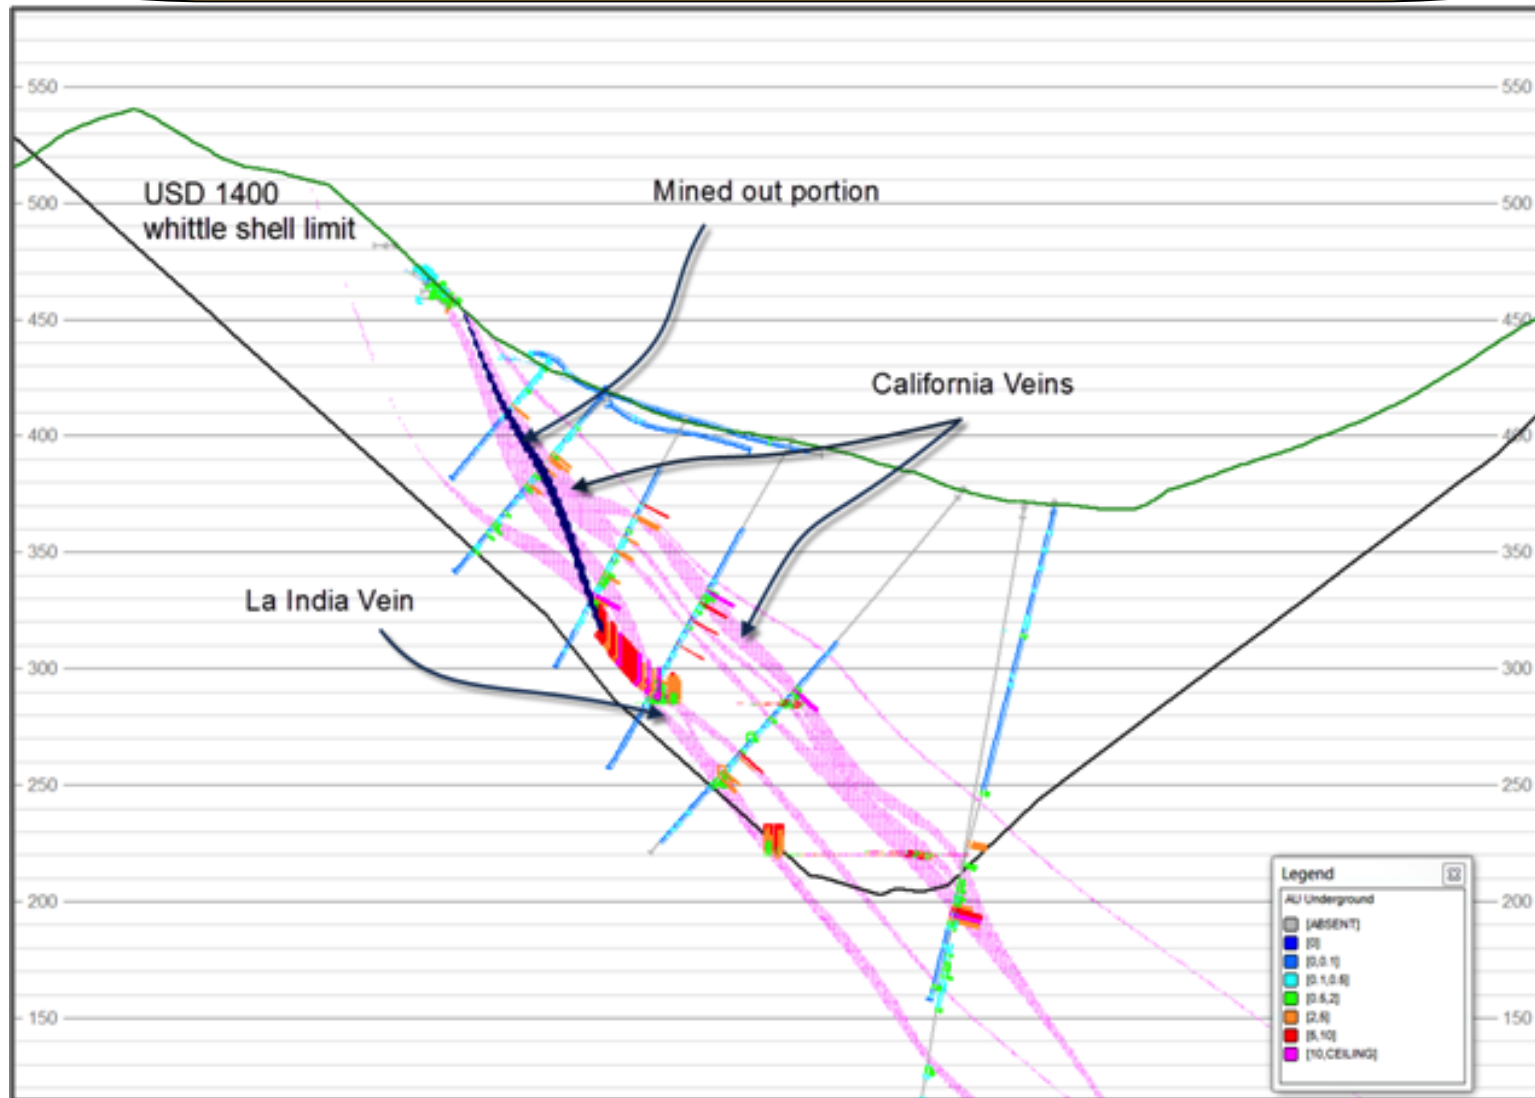 550 550
USD 1400
whittle shell limit
Mined out portion
500 500
450 450
California Veins
400 400
350 350
La India Vein
300 300
250 250
Legend
AU Underground
200 200
[ABSENT]
[0]
[0,0.1]
[0.1,0.5]
[0.5,2]
150 150
[2,5]
[5,10]
[10,CEILING]